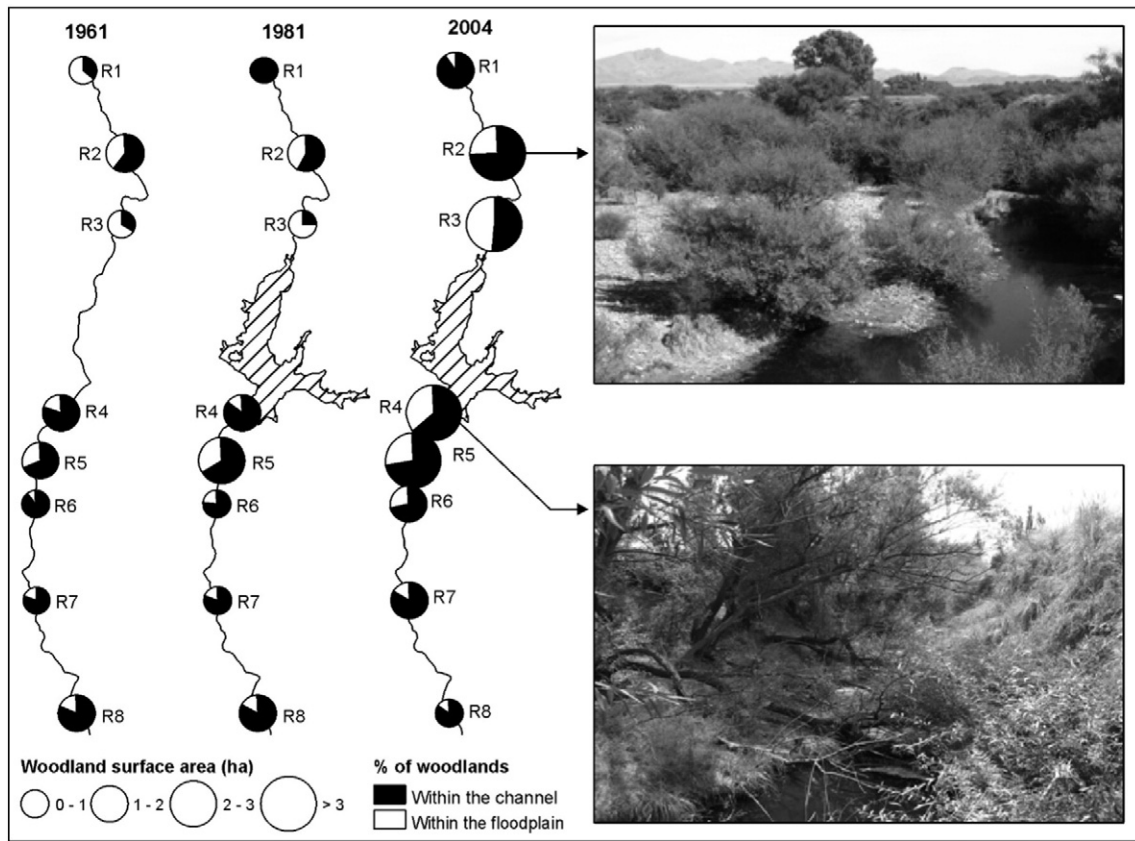 1961 1981 2004
R1 R1 R1
R2 R2 R2
R3 R3 R3
R4 R4 R4
R5 R5 R5
R6 R6 R6
R7 R7 R7
R8 R8 R8
Woodland surface area (ha)
0 - 1 1 - 2 2 - 3 > 3
% of woodlands
Within the channel
Within the floodplain